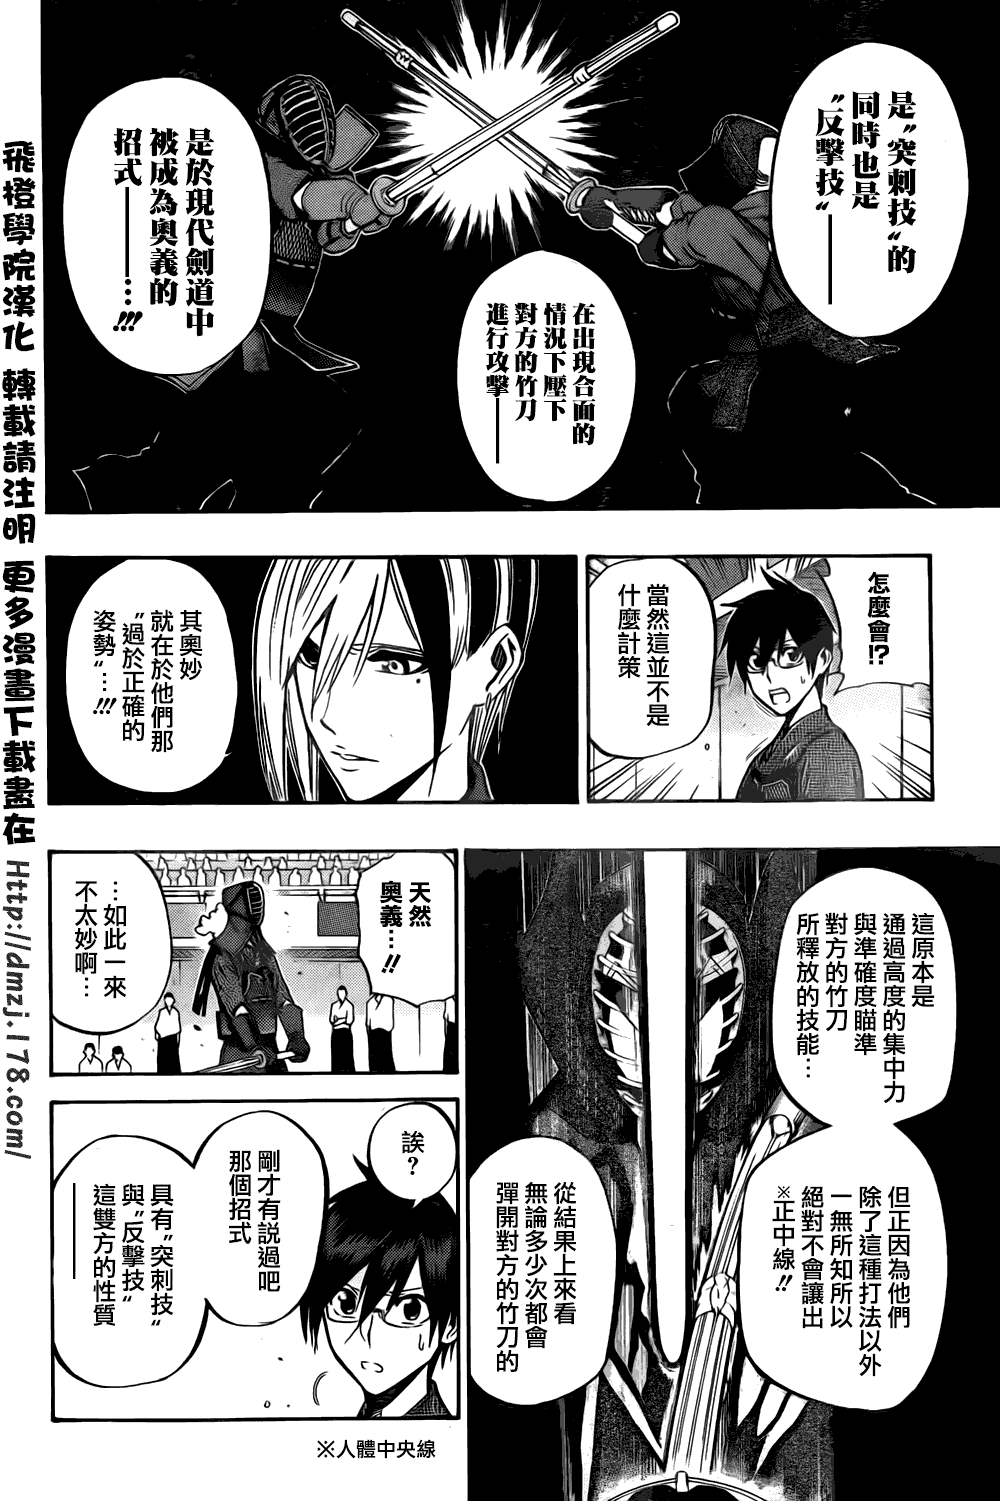 是"突刺技"的
同時也是
"反擊技"——
在出現合面的
情況下壓下
對方的竹刀
進行攻擊——
是於現代劍道中
被成為奧義的
招式——…!!!
怎麼會!?
當然這並不是
什麼計策
其奧妙
就在於他們那
"過於正確的
姿勢"…!!!
這原本是
通過高度的集中力
與準確度瞄準
對方的竹刀
所釋放的技能…
但正因為他們
除了這種打法以外
一無所知所以
絕對不會讓出
※正中線!!
從結果上來看
無論多少次都會
彈開對方的竹刀的
天然
奧義…!!
…如此一來
不太妙啊…
誒?
剛才有說過吧
那個招式
具有"突刺技"
與"反擊技"
這雙方的性質
——
※人體中央線
飛橙學院漢化 轉載請注明 更多漫畫下載盡在 Http://dmzj.178.com/